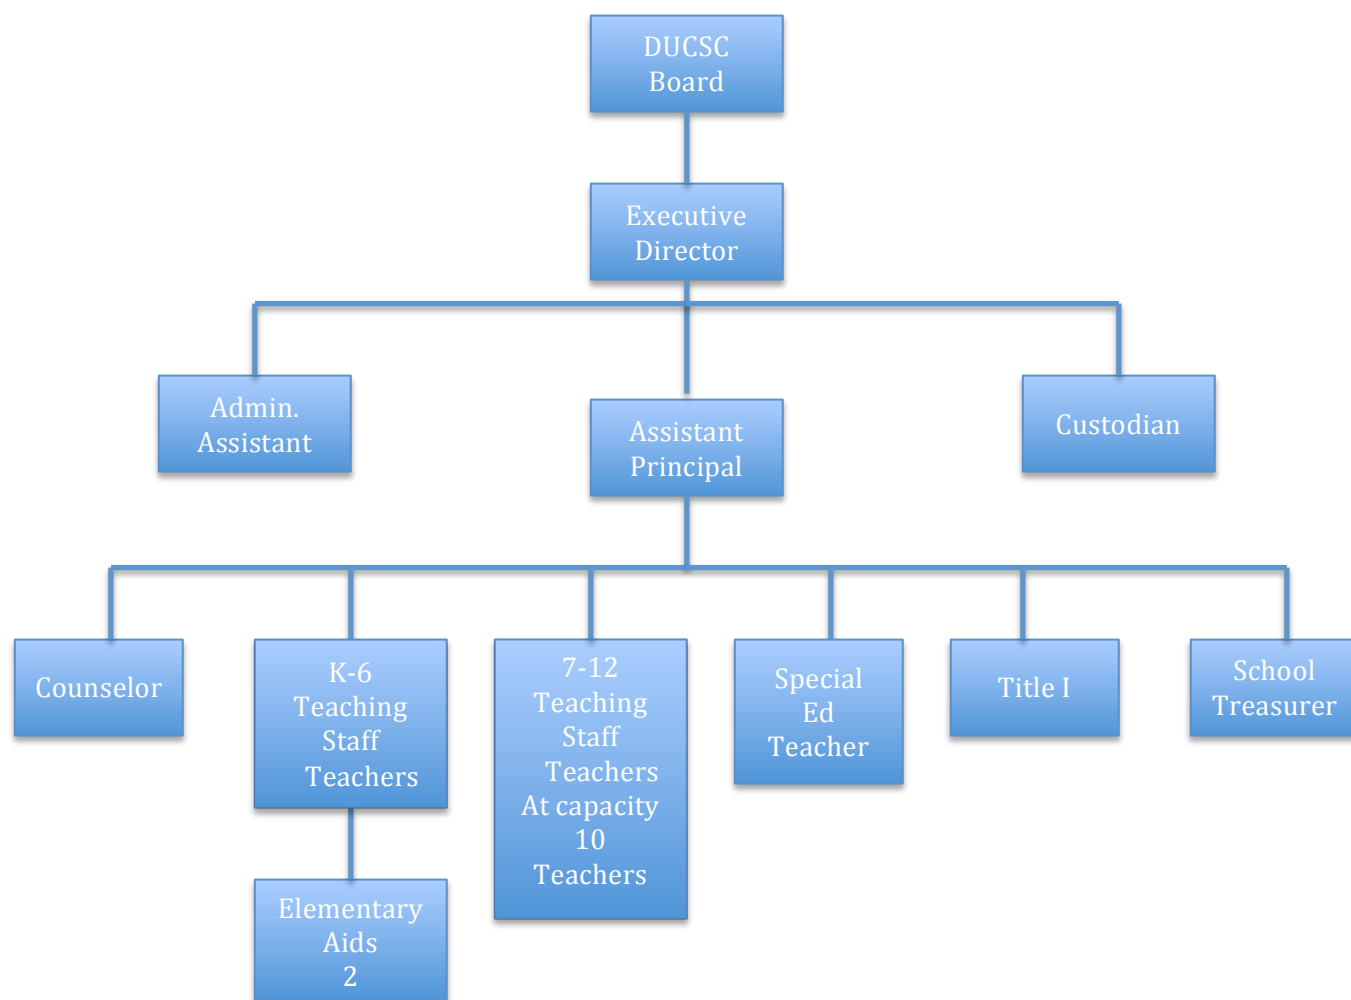 DUCSC
Board
Executive
Director
Admin.
Assistant
Assistant
Principal
Custodian
Counselor
K-6
Teaching
Staff
Teachers
7-12
Teaching
Staff
Teachers
At capacity
10
Teachers
Special
Ed
Teacher
Title I
School
Treasurer
Elementary
Aids
2